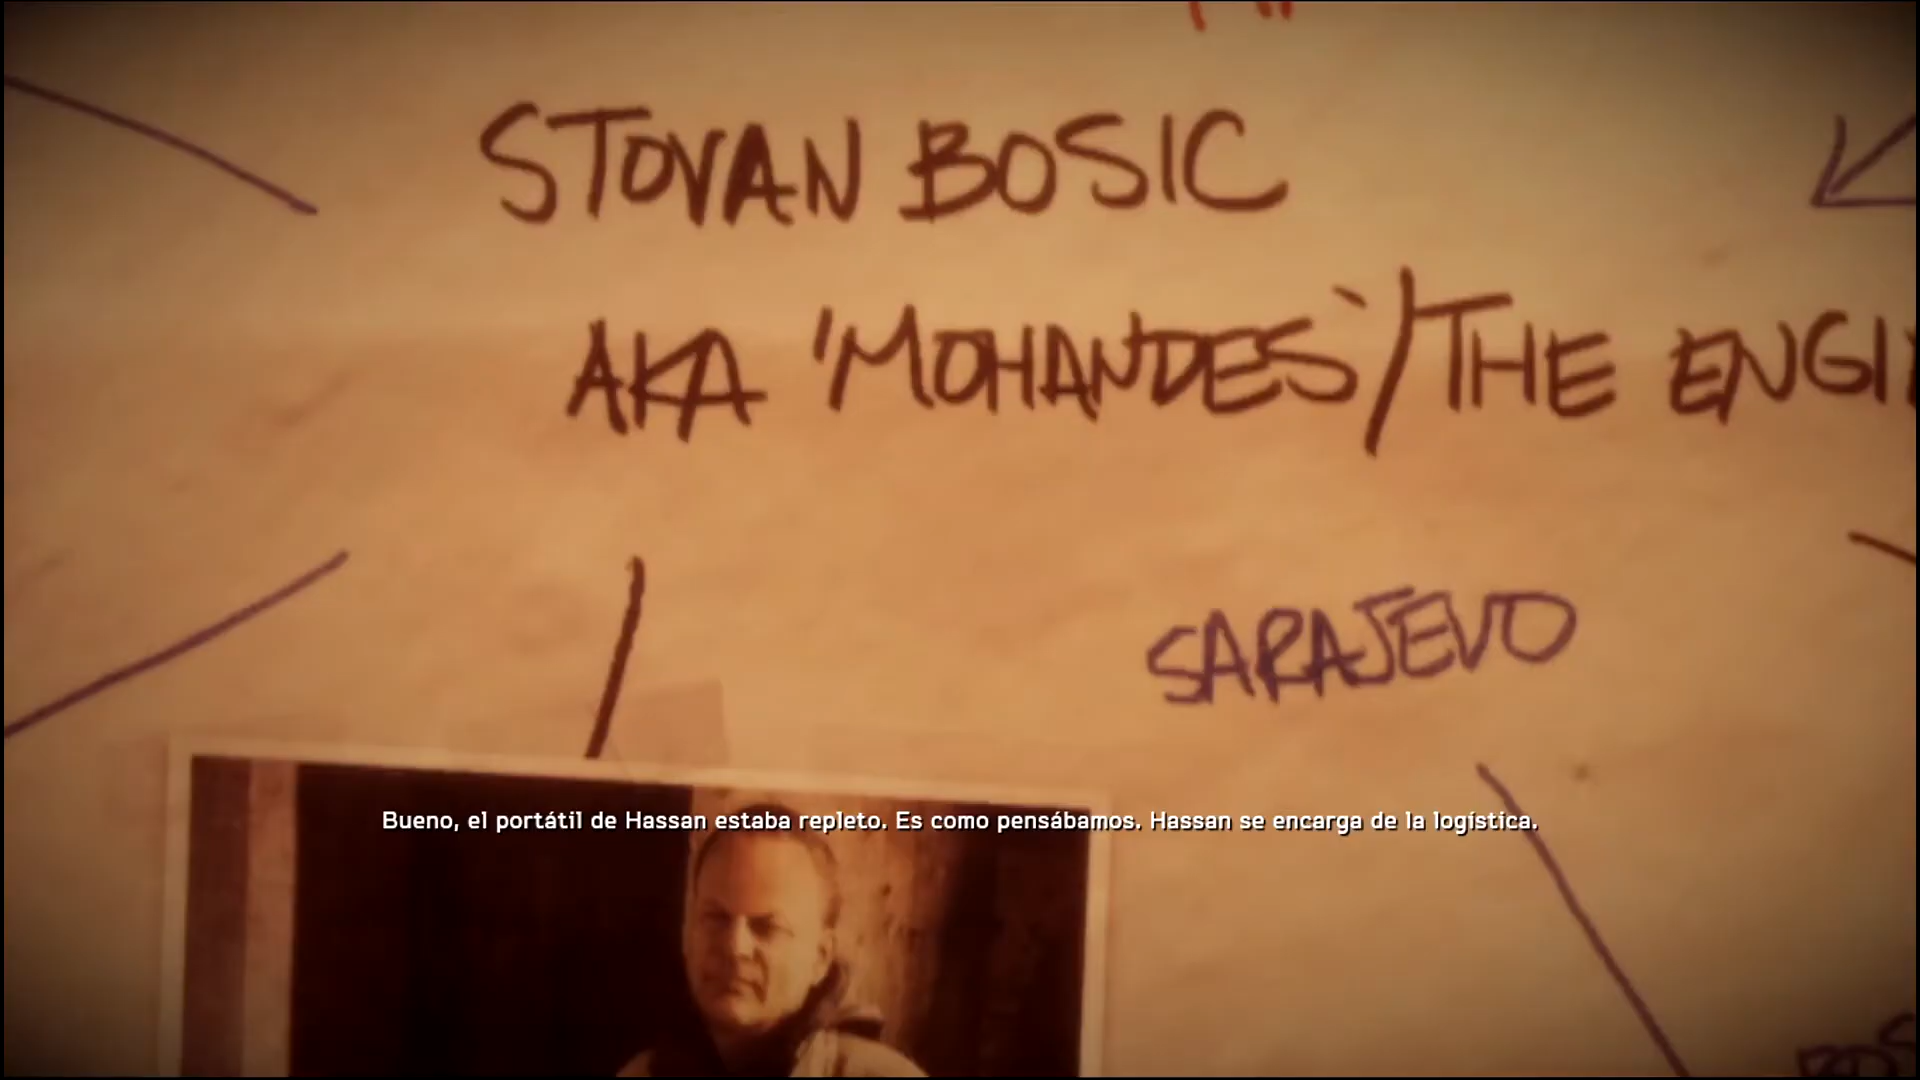 STOVAN BOSIC
AKA 'MOHANDES'/THE ENGI
SARAJEVO
Bueno, el portátil de Hassan estaba repleto. Es como pensábamos. Hassan se encarga de la logística.